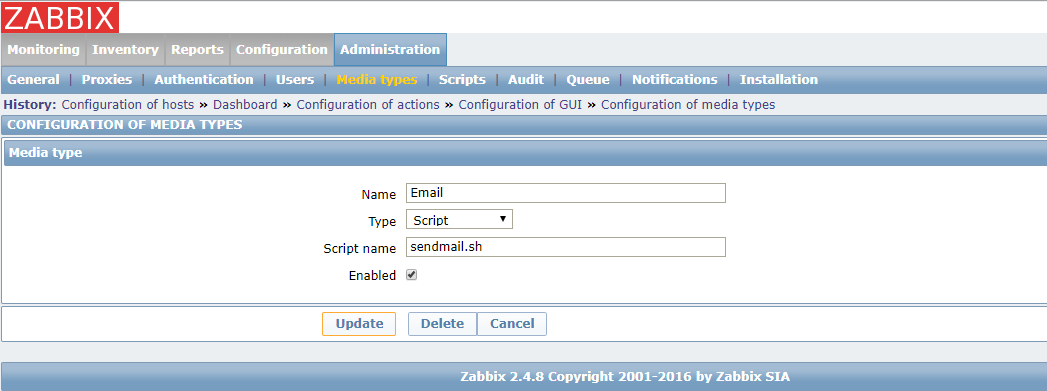 ZABBIX
Monitoring Inventory Reports Configuration Administration
General | Proxies | Authentication | Users | Media types | Scripts | Audit | Queue | Notifications | Installation
History: Configuration of hosts » Dashboard » Configuration of actions » Configuration of GUI » Configuration of media types
CONFIGURATION OF MEDIA TYPES
Media type
Name Email
Type Script
Script name sendmail.sh
Enabled
Update Delete Cancel
Zabbix 2.4.8 Copyright 2001-2016 by Zabbix SIA